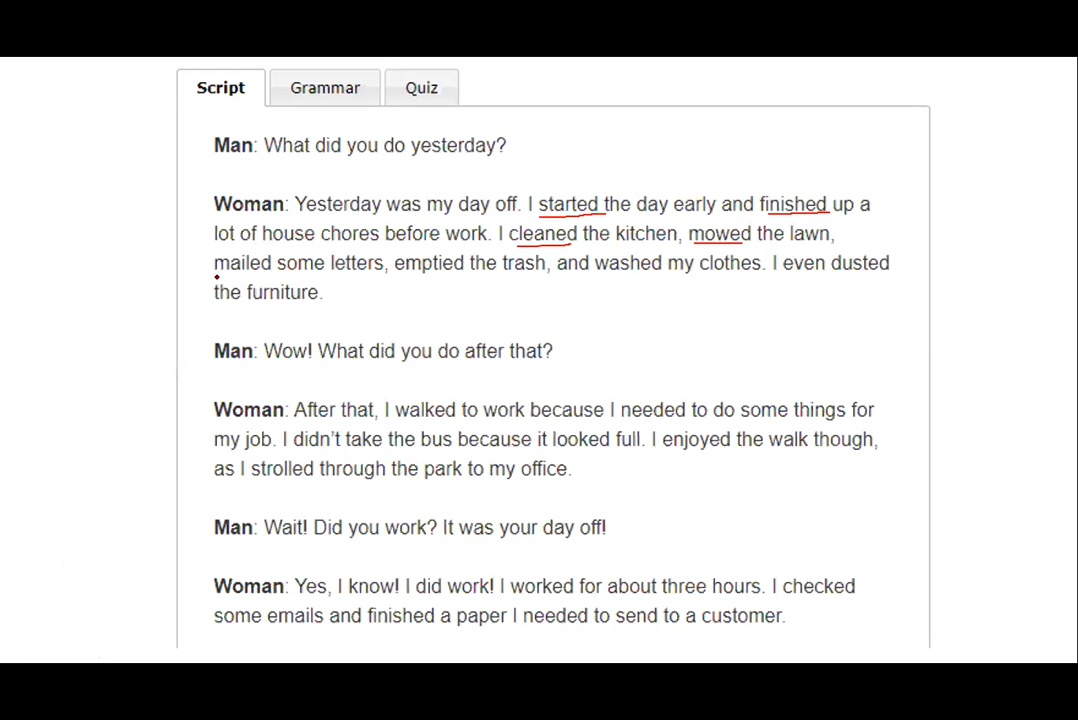 Script Grammar Quiz
Man: What did you do yesterday?
Woman: Yesterday was my day off. I started the day early and finished up a
lot of house chores before work. I cleaned the kitchen, mowed the lawn,
mailed some letters, emptied the trash, and washed my clothes. I even dusted
the furniture.
Man: Wow! What did you do after that?
Woman: After that, I walked to work because I needed to do some things for
my job. I didn’t take the bus because it looked full. I enjoyed the walk though,
as I strolled through the park to my office.
Man: Wait! Did you work? It was your day off!
Woman: Yes, I know! I did work! I worked for about three hours. I checked
some emails and finished a paper I needed to send to a customer.